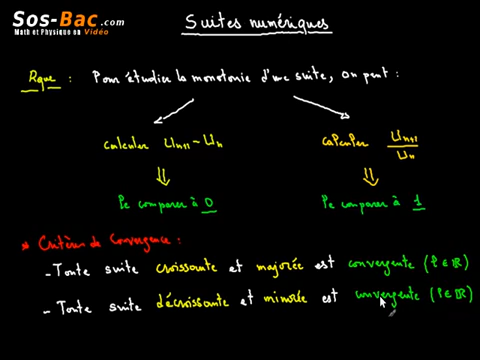 Sos-Bac.com
Math et Physique en Vidéo
Suites numériques
Rque : Pour étudier la monotonie d'une suite, On peut :
calculer Un+1 - Un
calculer Un+1/Un
le comparer à 0
le comparer à 1
* Critères de Convergence :
- Toute suite croissante et majorée est convergente (l ∈ ℝ)
- Toute suite décroissante et minorée est convergente (l ∈ ℝ)